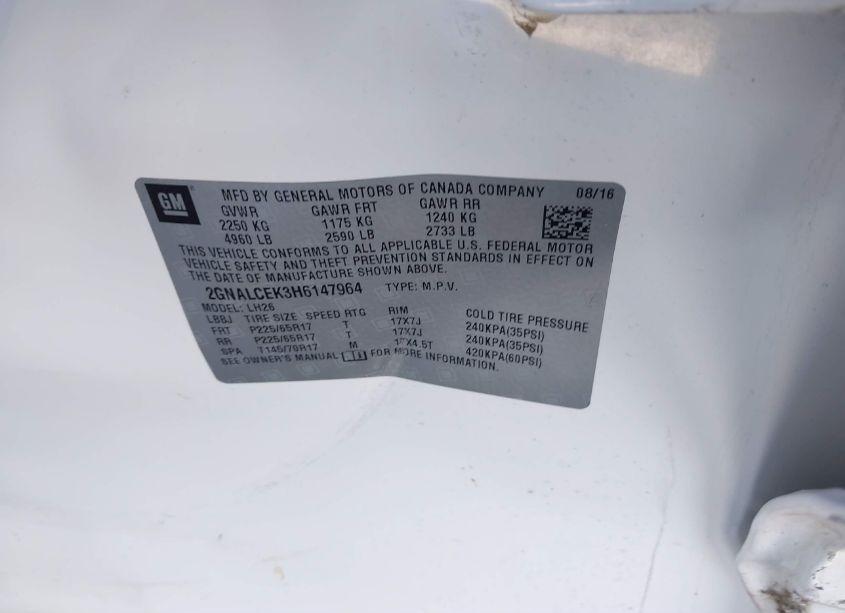 GM MFD BY GENERAL MOTORS OF CANADA COMPANY 08/16
GVWR GAWR FRT GAWR RR
2250 KG 1175 KG 1240 KG
4960 LB 2590 LB 2733 LB
THIS VEHICLE CONFORMS TO ALL APPLICABLE U.S. FEDERAL MOTOR
VEHICLE SAFETY AND THEFT PREVENTION STANDARDS IN EFFECT ON
THE DATE OF MANUFACTURE SHOWN ABOVE.
2GNALCEK3H6147964 TYPE: M.P.V.
MODEL: LH26
L88J TIRE SIZE SPEED RTG RIM COLD TIRE PRESSURE
FRT P225/65R17 T 17X7J 240KPA(35PSI)
RR P225/65R17 T 17X7J 240KPA(35PSI)
SPA T145/70R17 M 17X4.5T 420KPA(60PSI)
SEE OWNER'S MANUAL FOR MORE INFORMATION.